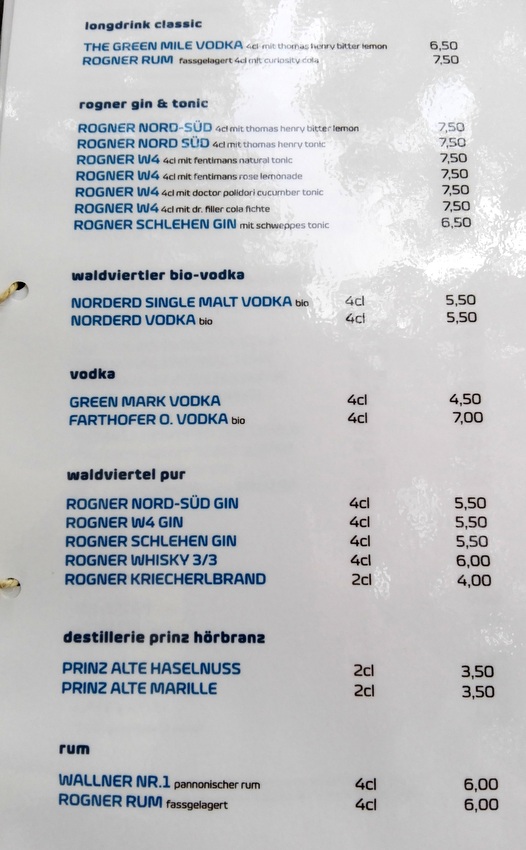 longdrink classic
THE GREEN MILE VODKA 4cl mit thomas henry bitter lemon 6,50
ROGNER RUM fassgelagert 4cl mit curiosity cola 7,50
rogner gin & tonic
ROGNER NORD-SÜD 4cl mit thomas henry bitter lemon 7,50
ROGNER NORD SÜD 4cl mit thomas henry tonic 7,50
ROGNER W4 4cl mit fentimans natural tonic 7,50
ROGNER W4 4cl mit fentimans rose lemonade 7,50
ROGNER W4 4cl mit doctor polidori cucumber tonic 7,50
ROGNER W4 4cl mit dr. filler cola fichte 7,50
ROGNER SCHLEHEN GIN mit schweppes tonic 6,50
waldviertler bio-vodka
NORDERD SINGLE MALT VODKA bio 4cl 5,50
NORDERD VODKA bio 4cl 5,50
vodka
GREEN MARK VODKA 4cl 4,50
FARTHOFER O. VODKA bio 4cl 7,00
waldviertel pur
ROGNER NORD-SÜD GIN 4cl 5,50
ROGNER W4 GIN 4cl 5,50
ROGNER SCHLEHEN GIN 4cl 5,50
ROGNER WHISKY 3/3 4cl 6,00
ROGNER KRIECHERLBRAND 2cl 4,00
destillerie prinz hörbranz
PRINZ ALTE HASELNUSS 2cl 3,50
PRINZ ALTE MARILLE 2cl 3,50
rum
WALLNER NR.1 pannonischer rum 4cl 6,00
ROGNER RUM fassgelagert 4cl 6,00